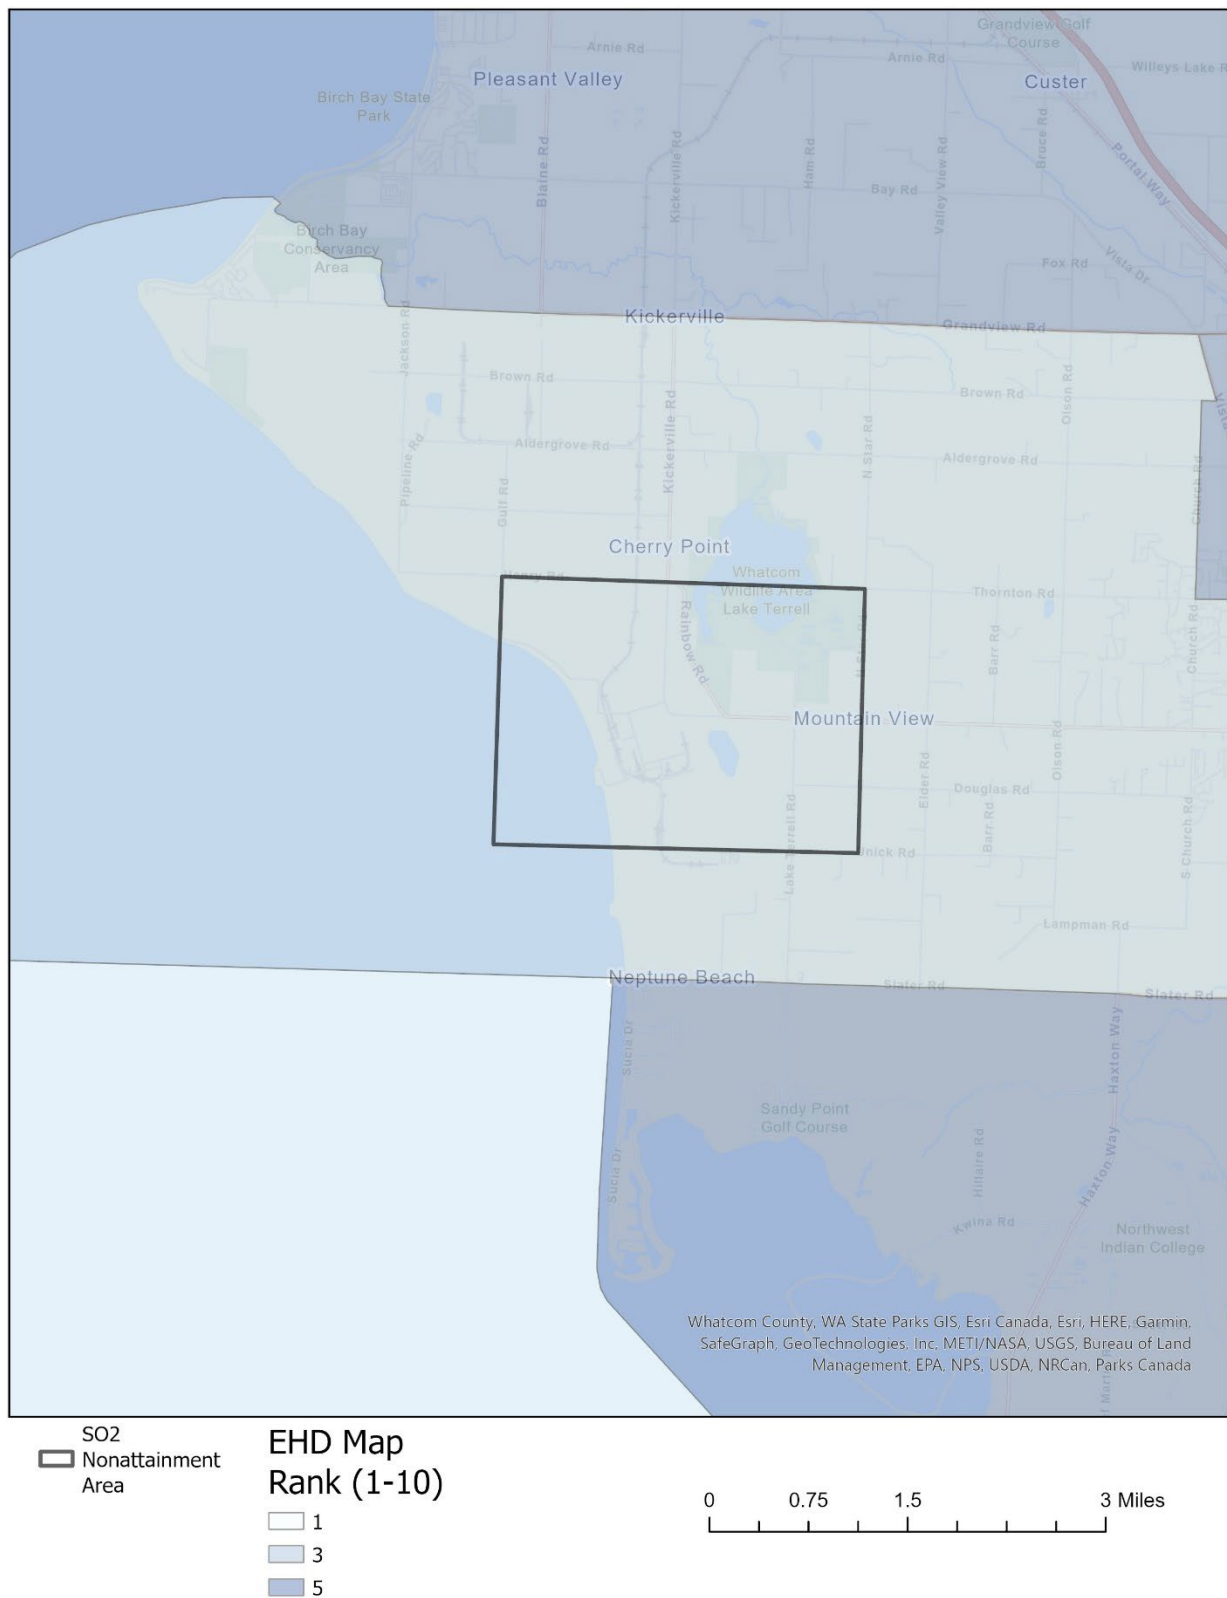 Grandview Golf
Course
Arnie Rd
Arnie Rd
Willeys Lake R
Pleasant Valley
Custer
Birch Bay State
Park
Blaine Rd
Kickerville Rd
Ham Rd
Valley View Rd
Bruce Rd
Portal Way
Bay Rd
Birch Bay
Conservancy
Area
Fox Rd
Vista Dr
Kickerville
Grandview Rd
Jackson Rd
Brown Rd
Brown Rd
Olson Rd
Vista
Kickerville Rd
N Star Rd
Aldergrove Rd
Aldergrove Rd
Pipeline Rd
Gulf Rd
Church Rd
Cherry Point
Henry Rd
Whatcom
Wildlife Area
Lake Terrell
Thornton Rd
Rainbow Rd
N Star Rd
Barr Rd
Church Rd
Mountain View
Olson Rd
Elder Rd
Douglas Rd
Lake Terrell Rd
Barr Rd
S Church Rd
Unick Rd
Lampman Rd
Neptune Beach
Slater Rd
Slater Rd
Sucia Dr
Haxton Way
Sandy Point
Golf Course
Sucia Dr
Hillaire Rd
Haxton Way
Kwina Rd
Northwest
Indian College
Whatcom County, WA State Parks GIS, Esri Canada, Esri, HERE, Garmin,
SafeGraph, GeoTechnologies, Inc, METI/NASA, USGS, Bureau of Land
Management, EPA, NPS, USDA, NRCan, Parks Canada
SO2
Nonattainment
Area
EHD Map
Rank (1-10)
1
3
5
0 0.75 1.5 3 Miles